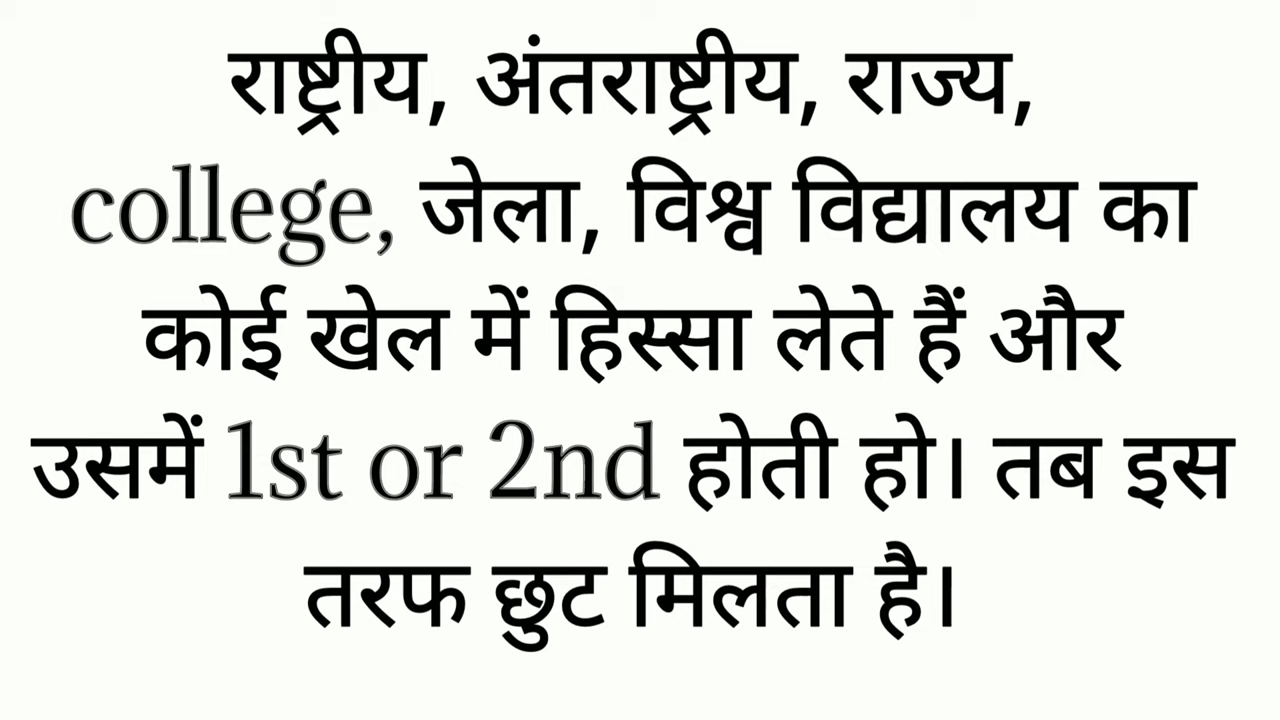 राष्ट्रीय, अंतराष्ट्रीय, राज्य,
college, जेला, विश्व विद्यालय का
कोई खेल में हिस्सा लेते हैं और
उसमें 1st or 2nd होती हो। तब इस
तरफ छुट मिलता है।